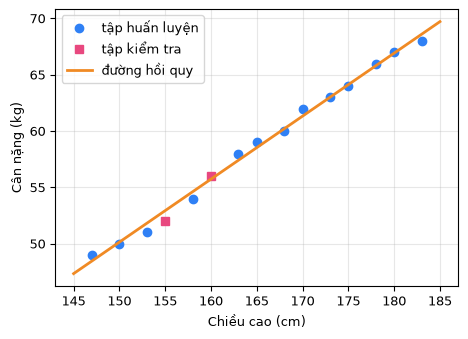 tập huấn luyện
tập kiểm tra
đường hồi quy
Cân nặng (kg)
70
65
60
55
50
145 150 155 160 165 170 175 180 185
Chiều cao (cm)